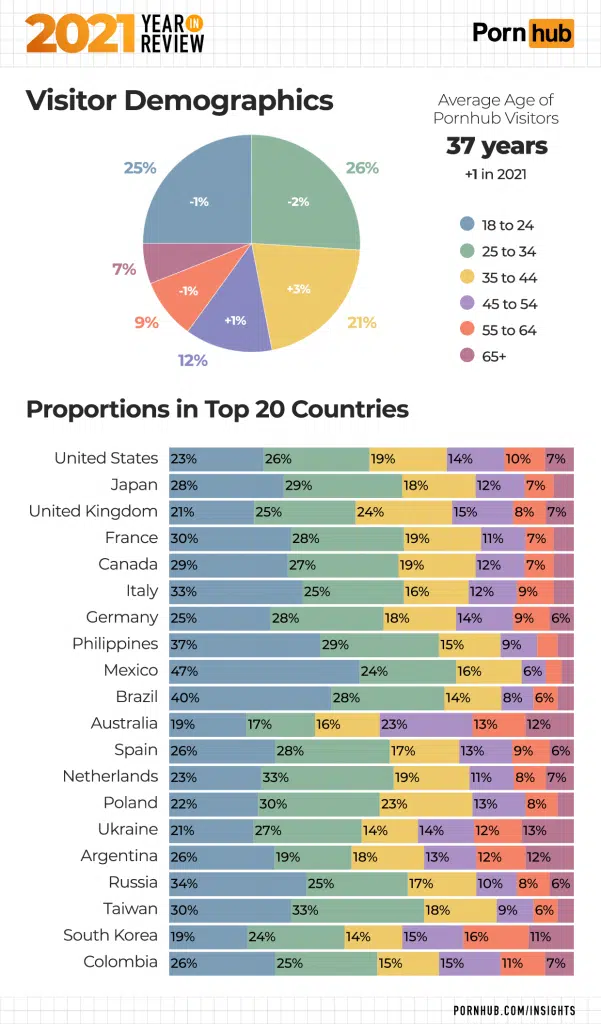 2021 YEAR IN REVIEW
Pornhub
Visitor Demographics
Average Age of
Pornhub Visitors
37 years
+1 in 2021
25%
26%
-1%
-2%
7%
-1%
+3%
+1%
9%
21%
12%
18 to 24
25 to 34
35 to 44
45 to 54
55 to 64
65+
Proportions in Top 20 Countries
United States 23% 26% 19% 14% 10% 7%
Japan 28% 29% 18% 12% 7%
United Kingdom 21% 25% 24% 15% 8% 7%
France 30% 28% 19% 11% 7%
Canada 29% 27% 19% 12% 7%
Italy 33% 25% 16% 12% 9%
Germany 25% 28% 18% 14% 9% 6%
Philippines 37% 29% 15% 9%
Mexico 47% 24% 16% 6%
Brazil 40% 28% 14% 8% 6%
Australia 19% 17% 16% 23% 13% 12%
Spain 26% 28% 17% 13% 9% 6%
Netherlands 23% 33% 19% 11% 8% 7%
Poland 22% 30% 23% 13% 8%
Ukraine 21% 27% 14% 14% 12% 13%
Argentina 26% 19% 18% 13% 12% 12%
Russia 34% 25% 17% 10% 8% 6%
Taiwan 30% 33% 18% 9% 6%
South Korea 19% 24% 14% 15% 16% 11%
Colombia 26% 25% 15% 15% 11% 7%
PORNHUB.COM/INSIGHTS